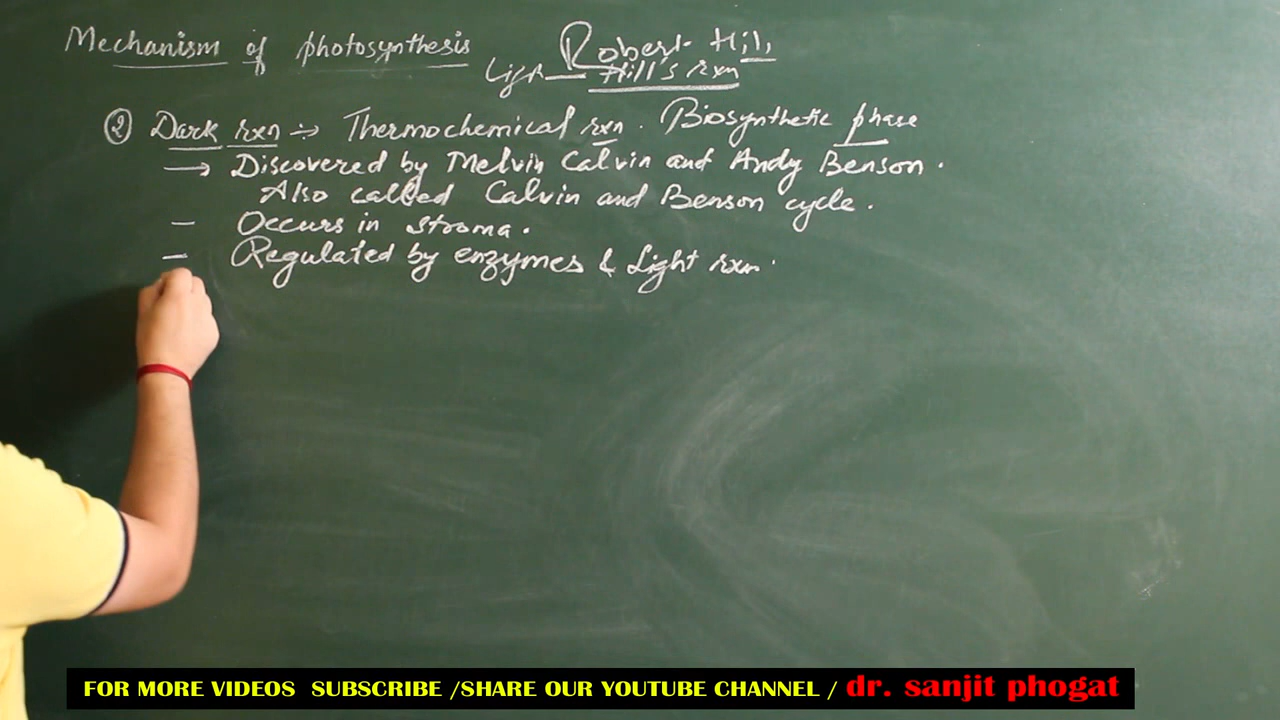 Mechanism of photosynthesis Robert Hill
Light Hill's rxn
② Dark rxn :→ Thermochemical rxn. Biosynthetic phase
→ Discovered by Melvin Calvin and Andy Benson.
Also called Calvin and Benson cycle.
– Occurs in stroma.
– Regulated by enzymes & Light rxn.
FOR MORE VIDEOS SUBSCRIBE /SHARE OUR YOUTUBE CHANNEL / dr. sanjit phogat